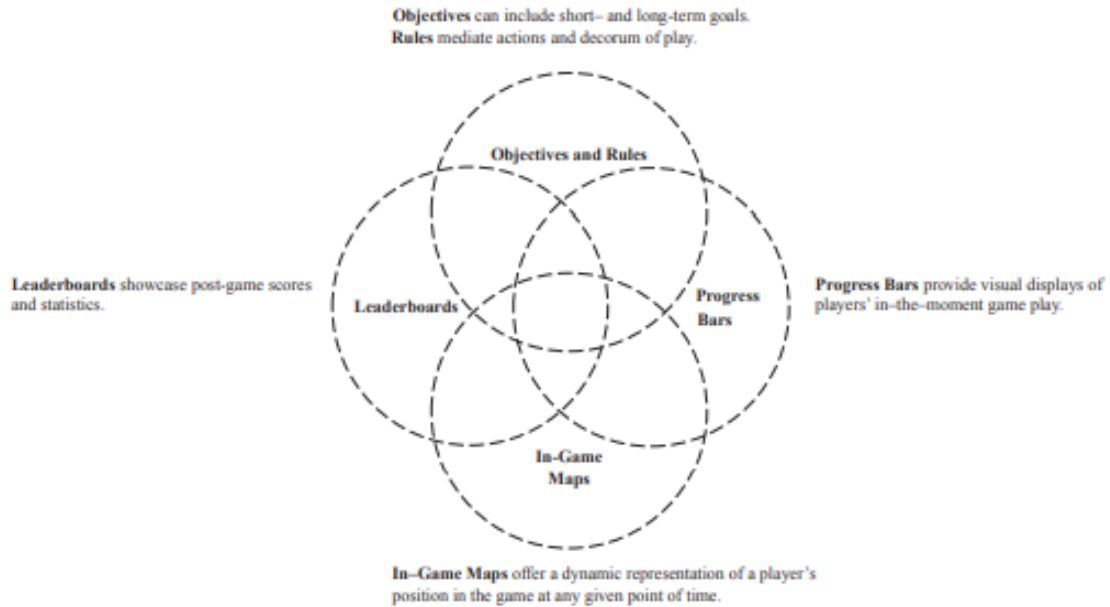 Objectives can include short– and long-term goals.
Rules mediate actions and decorum of play.
Objectives and Rules
Leaderboards showcase post-game scores
and statistics.
Leaderboards
Progress
Bars
Progress Bars provide visual displays of
players' in–the–moment game play.
In-Game
Maps
In–Game Maps offer a dynamic representation of a player's
position in the game at any given point of time.